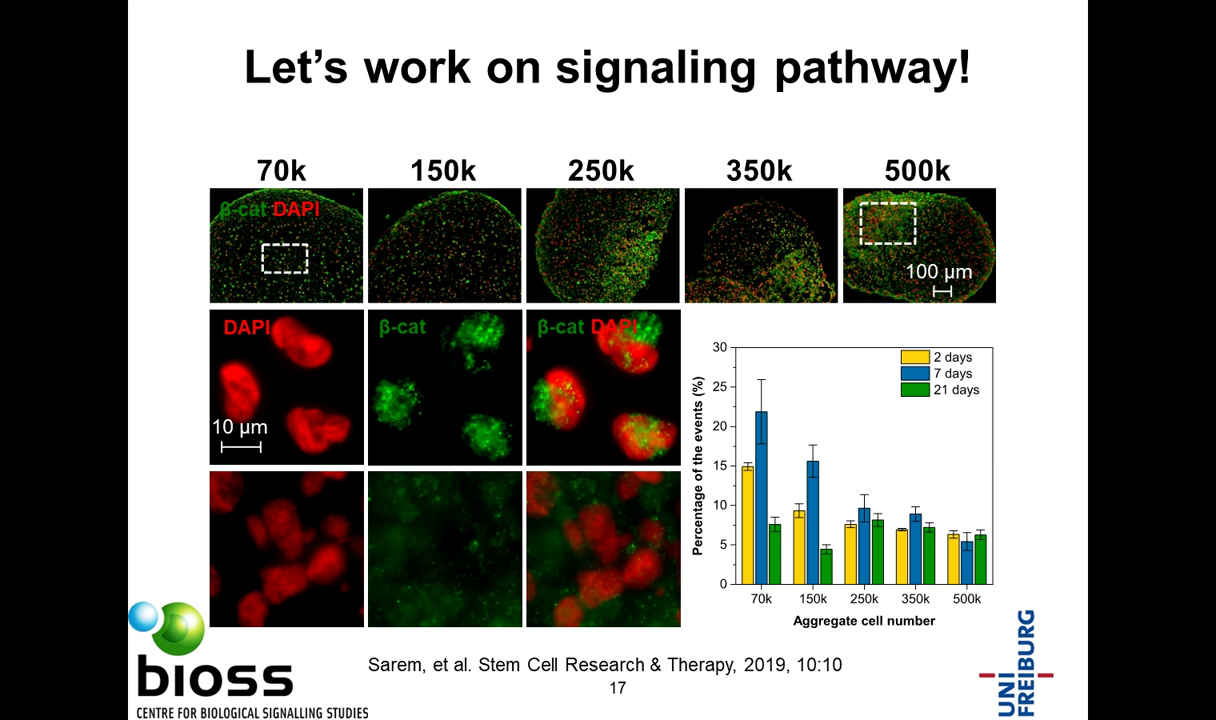 Let's work on signaling pathway!
70k
150k
250k
350k
500k
β-cat DAPI
100 µm
DAPI
β-cat
β-cat DAPI
10 µm
30
25
20
15
10
5
0
Percentage of the events (%)
2 days
7 days
21 days
70k
150k
250k
350k
500k
Aggregate cell number
bioss
CENTRE FOR BIOLOGICAL SIGNALLING STUDIES
Sarem, et al. Stem Cell Research & Therapy, 2019, 10:10
17
UNI
FREIBURG